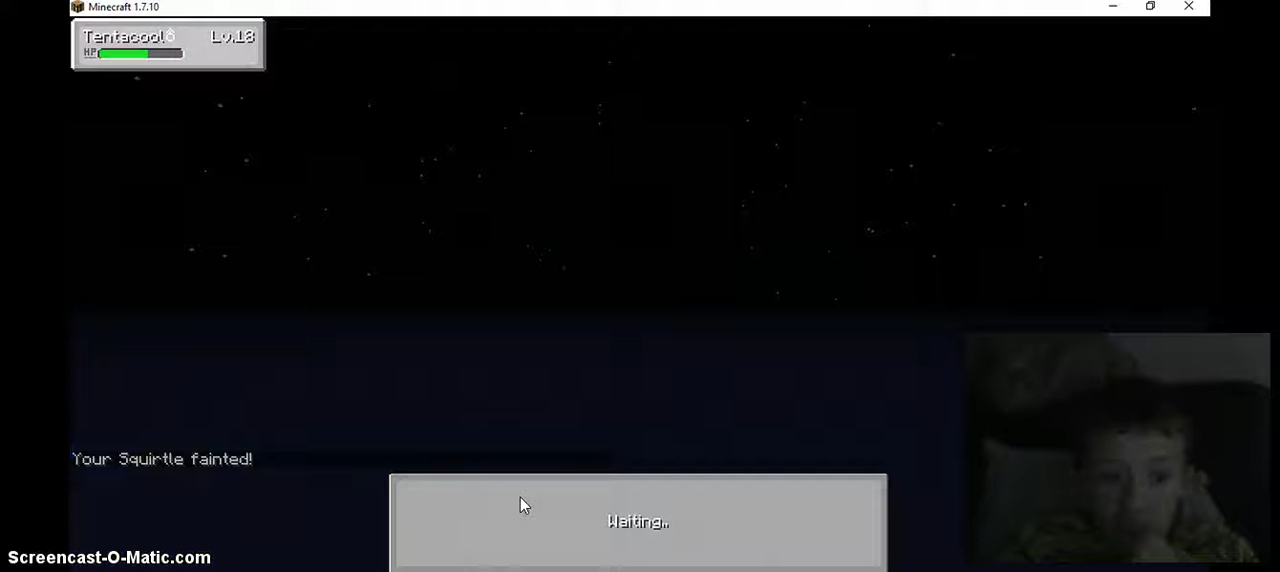 Minecraft 1.7.10
Tentacool Lv.18
HP
Your Squirtle fainted!
Waiting..
Screencast-O-Matic.com